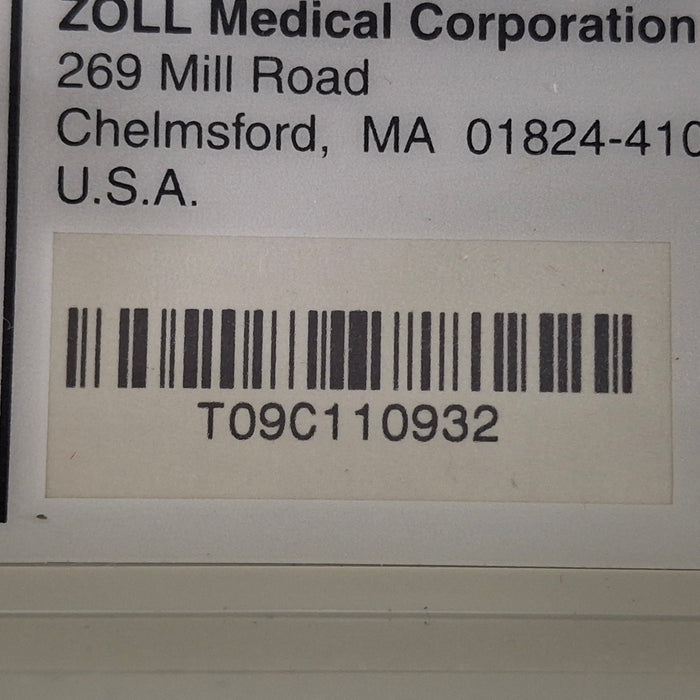 ZOLL Medical Corporation
269 Mill Road
Chelmsford, MA 01824-410
U.S.A.
T09C110932